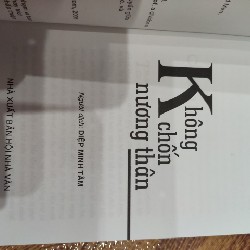 Không
chốn
nương thân
Người dịch: DIỆP MINH TÂM
NHÀ XUẤT BẢN HỘI NHÀ VĂN